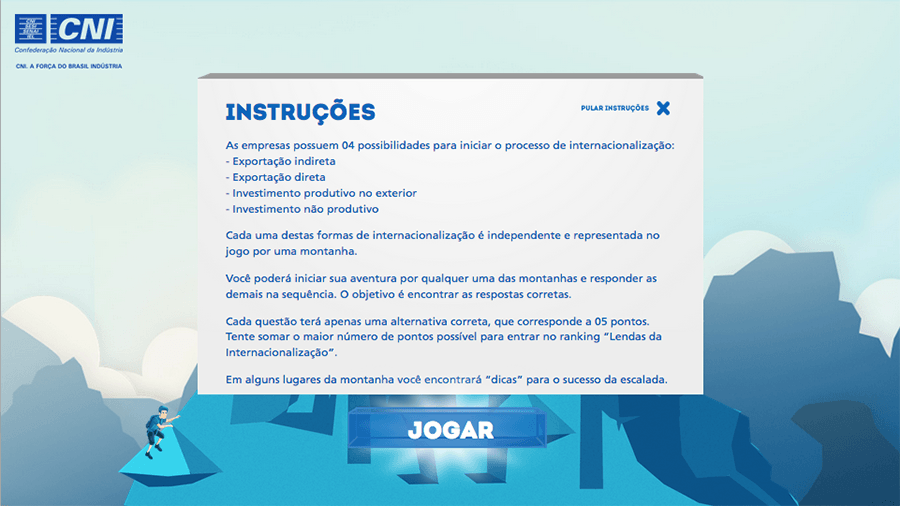 CNI
SESI
SENAI
IEL
CNI
Confederação Nacional da Indústria
CNI. A FORÇA DO BRASIL INDÚSTRIA
INSTRUÇÕES
PULAR INSTRUÇÕES
As empresas possuem 04 possibilidades para iniciar o processo de internacionalização:
- Exportação indireta
- Exportação direta
- Investimento produtivo no exterior
- Investimento não produtivo
Cada uma destas formas de internacionalização é independente e representada no
jogo por uma montanha.
Você poderá iniciar sua aventura por qualquer uma das montanhas e responder as
demais na sequência. O objetivo é encontrar as respostas corretas.
Cada questão terá apenas uma alternativa correta, que corresponde a 05 pontos.
Tente somar o maior número de pontos possível para entrar no ranking “Lendas da
Internacionalização”.
Em alguns lugares da montanha você encontrará “dicas” para o sucesso da escalada.
JOGAR